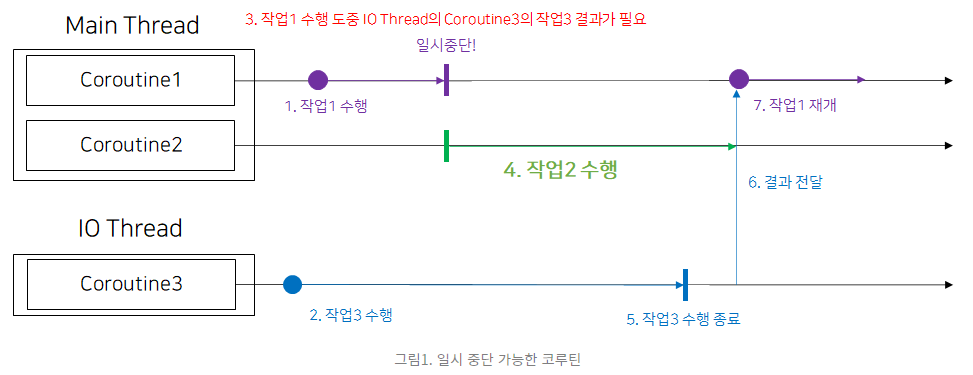 3. 작업1 수행 도중 IO Thread의 Coroutine3의 작업3 결과가 필요
Main Thread
일시중단!
Coroutine1
1. 작업1 수행
7. 작업1 재개
Coroutine2
4. 작업2 수행
6. 결과 전달
IO Thread
Coroutine3
2. 작업3 수행
5. 작업3 수행 종료
그림1. 일시 중단 가능한 코루틴